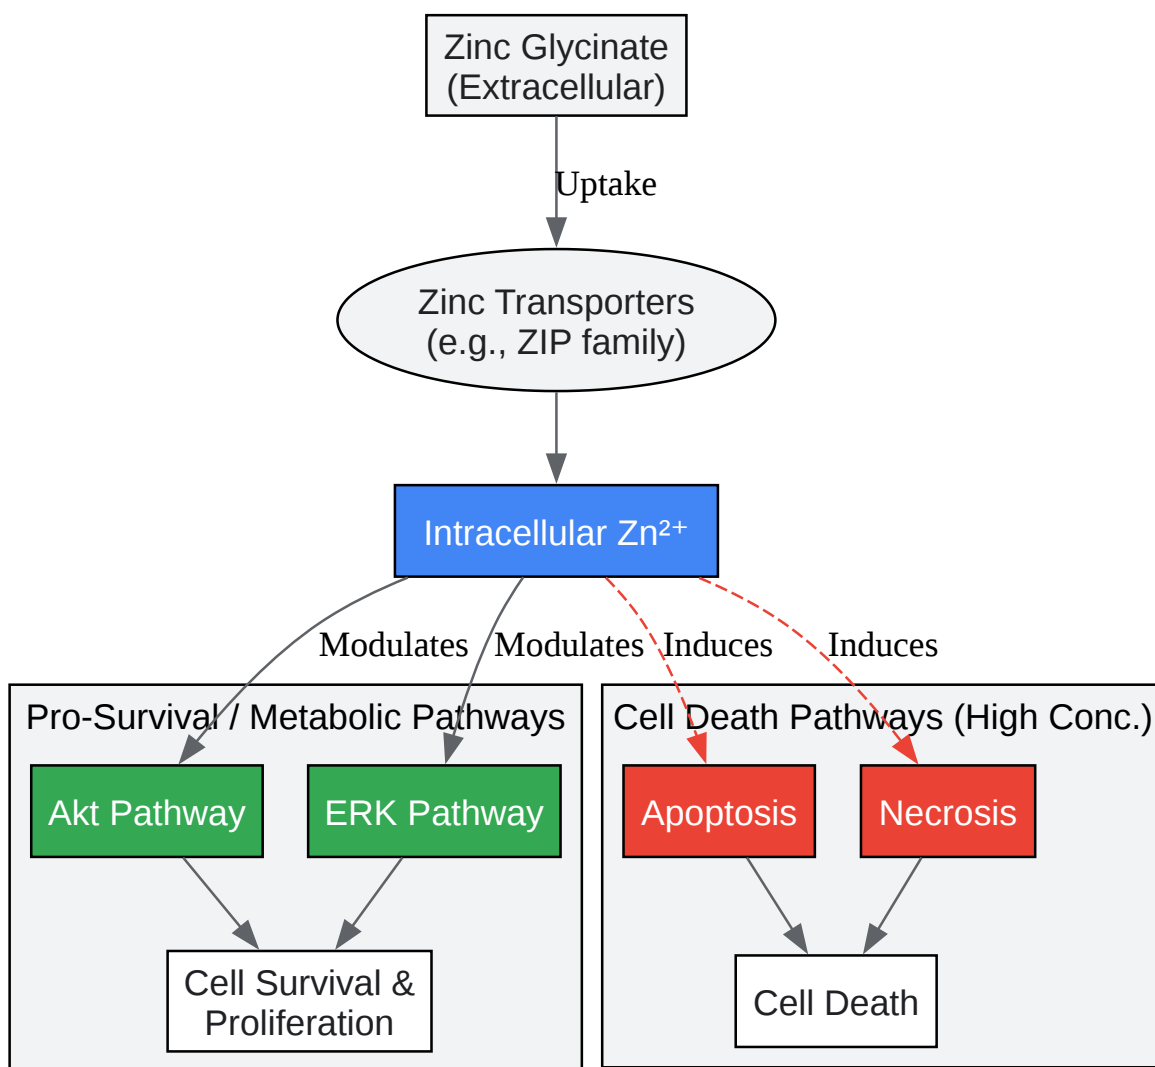 Zinc Glycinate
(Extracellular)
Uptake
Zinc Transporters
(e.g., ZIP family)
Intracellular Zn²⁺
Modulates
Modulates
Induces
Induces
Pro-Survival / Metabolic Pathways
Cell Death Pathways (High Conc.)
Akt Pathway
ERK Pathway
Apoptosis
Necrosis
Cell Survival &
Proliferation
Cell Death